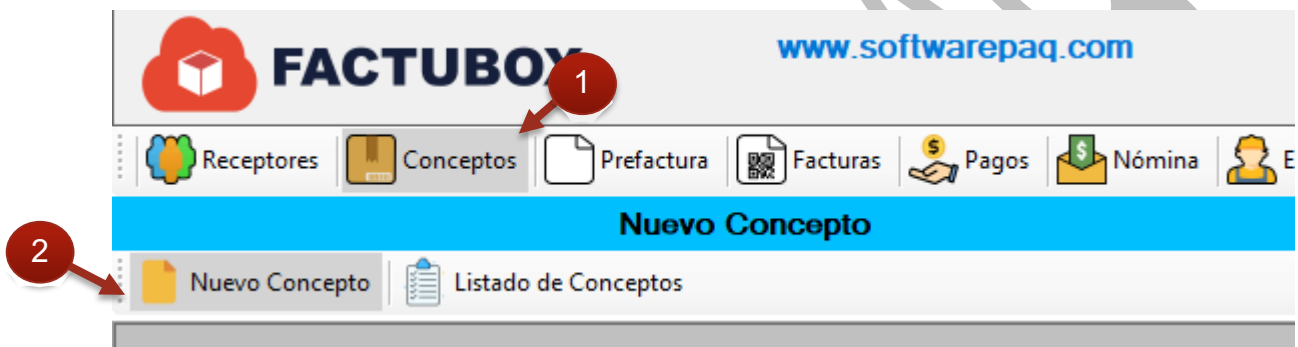 FACTUBOX
www.softwarepaq.com
1
Receptores Conceptos Prefactura Facturas Pagos Nómina E
Nuevo Concepto
2
Nuevo Concepto Listado de Conceptos